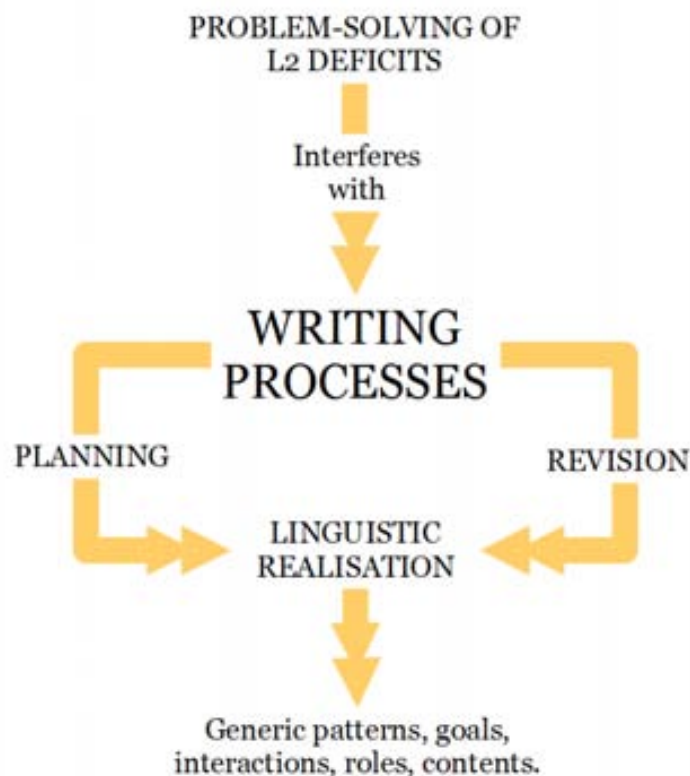 PROBLEM-SOLVING OF
L2 DEFICITS
Interferes
with
WRITING
PROCESSES
PLANNING
REVISION
LINGUISTIC
REALISATION
Generic patterns, goals,
interactions, roles, contents.